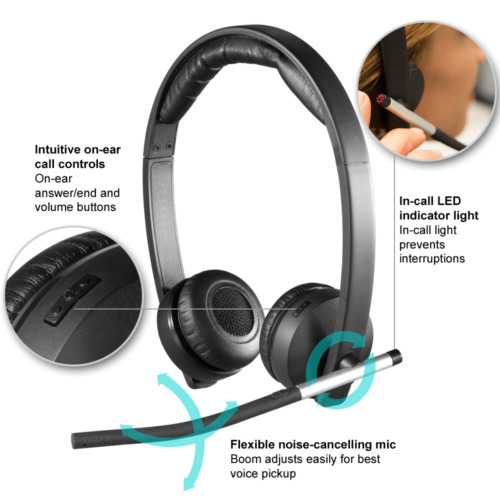 Intuitive on-ear
call controls
On-ear
answer/end and
volume buttons
In-call LED
indicator light
In-call light
prevents
interruptions
Flexible noise-cancelling mic
Boom adjusts easily for best
voice pickup